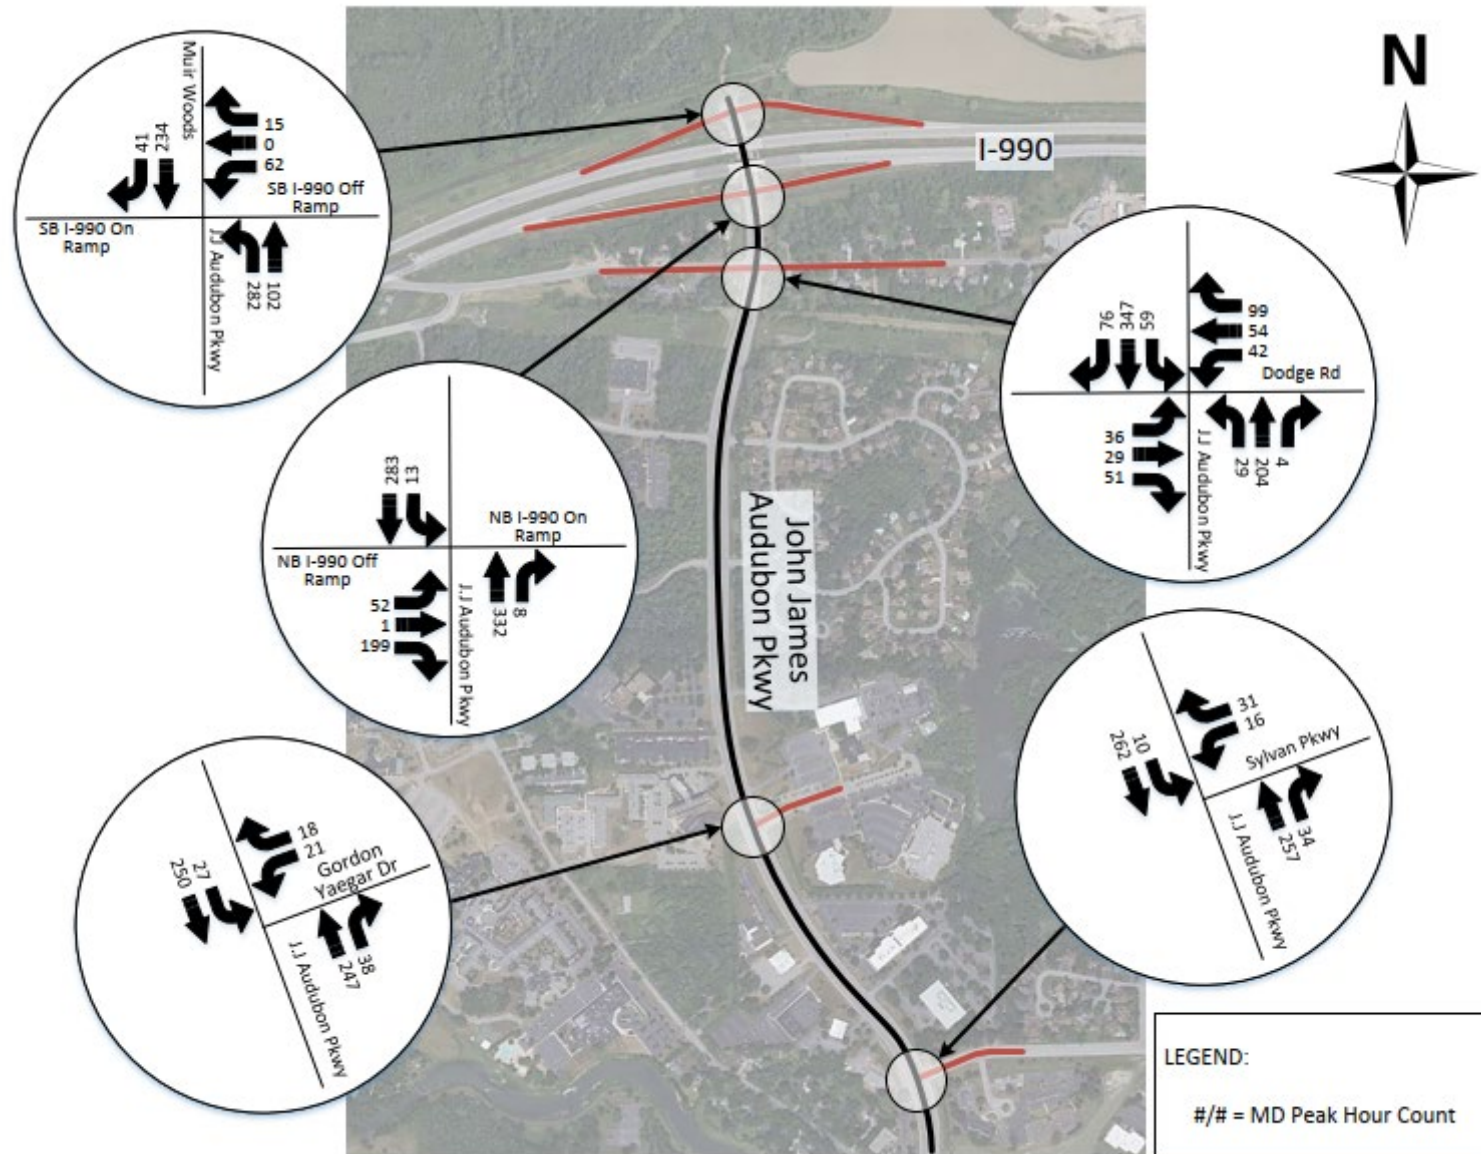 N
I-990
John James
Audubon Pkwy
Muir Woods
41
234
15
0
62
SB I-990 Off
Ramp
SB I-990 On
Ramp
J.J Audubon Pkwy
282
102
76
347
59
99
54
42
Dodge Rd
36
29
51
J.J Audubon Pkwy
29
204
4
283
13
NB I-990 On
Ramp
NB I-990 Off
Ramp
52
1
199
J.J Audubon Pkwy
332
8
31
16
10
262
Sylvan Pkwy
34
257
J.J Audubon Pkwy
18
21
27
250
Gordon
Yaegar Dr
38
247
J.J Audubon Pkwy
LEGEND:
#/# = MD Peak Hour Count